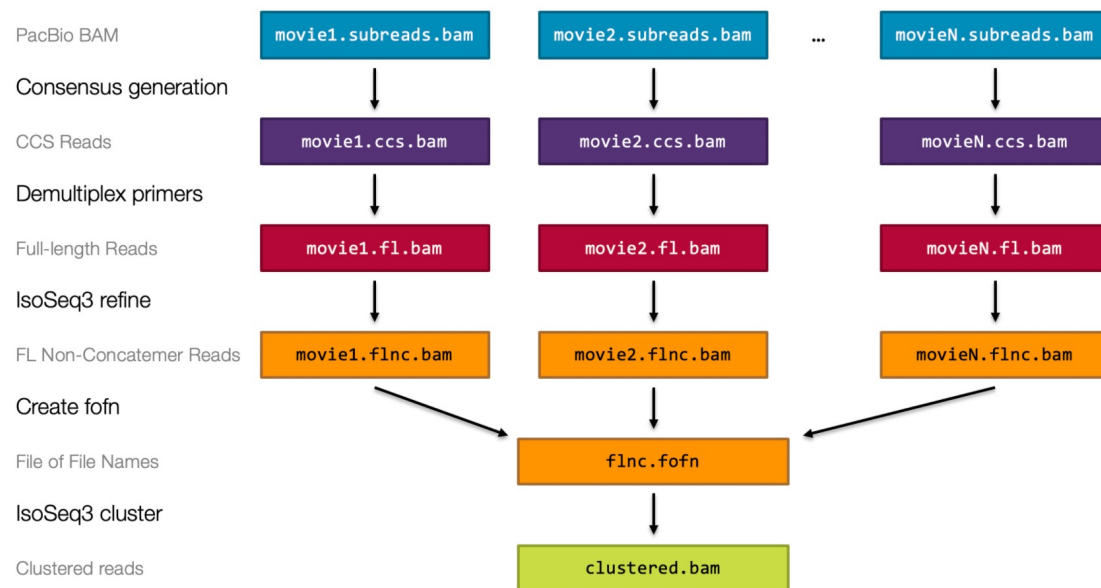 PacBio BAM movie1.subreads.bam movie2.subreads.bam ... movieN.subreads.bam
Consensus generation
CCS Reads movie1.ccs.bam movie2.ccs.bam movieN.ccs.bam
Demultiplex primers
Full-length Reads movie1.fl.bam movie2.fl.bam movieN.fl.bam
IsoSeq3 refine
FL Non-Concatemer Reads movie1.flnc.bam movie2.flnc.bam movieN.flnc.bam
Create fofn
File of File Names flnc.fofn
IsoSeq3 cluster
Clustered reads clustered.bam